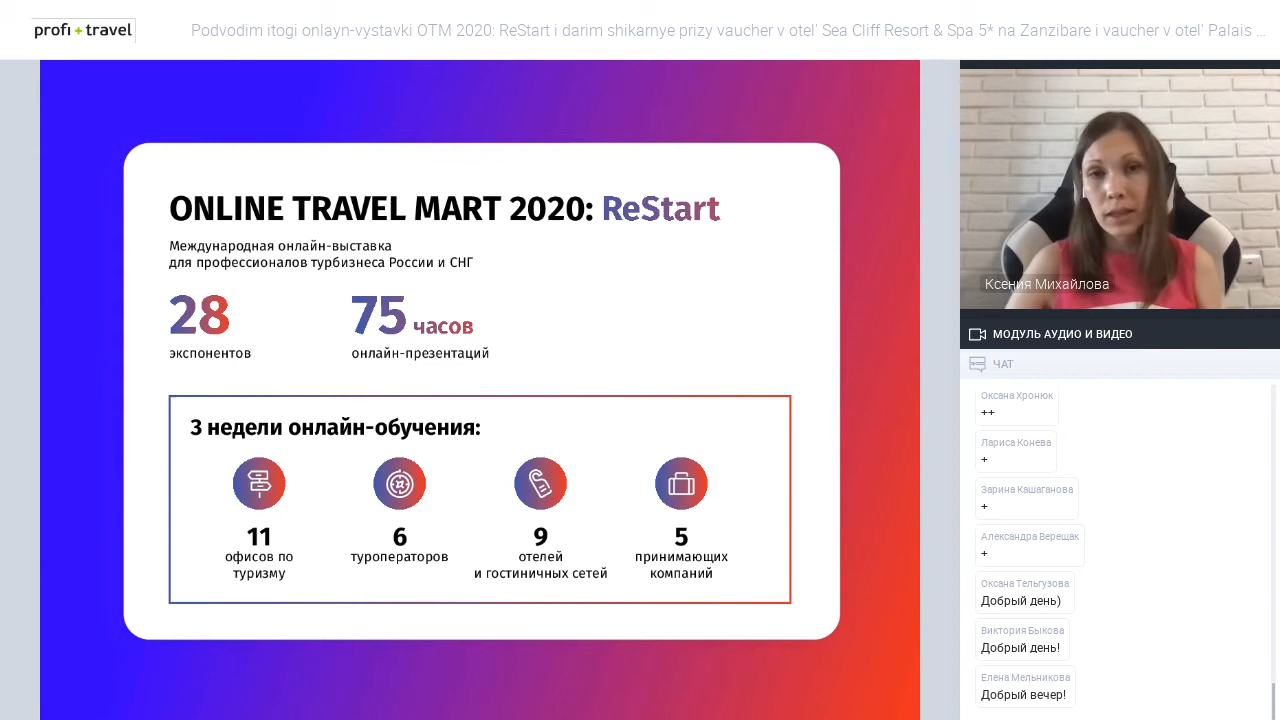 profi + travel
Podvodim itogi onlayn-vystavki OTM 2020: ReStart i darim shikarnye prizy vaucher v otel' Sea Cliff Resort & Spa 5* na Zanzibare i vaucher v otel' Palais ...
ONLINE TRAVEL MART 2020: ReStart
Международная онлайн-выставка
для профессионалов турбизнеса России и СНГ
28
экспонентов
75 часов
онлайн-презентаций
3 недели онлайн-обучения:
11
офисов по
туризму
6
туроператоров
9
отелей
и гостиничных сетей
5
принимающих
компаний
Ксения Михайлова
МОДУЛЬ АУДИО И ВИДЕО
ЧАТ
Оксана Хронюк
++
Лариса Конева
+
Зарина Кашаганова
+
Александра Верещак
+
Оксана Тельгузова
Добрый день)
Виктория Быкова
Добрый день!
Елена Мельникова
Добрый вечер!